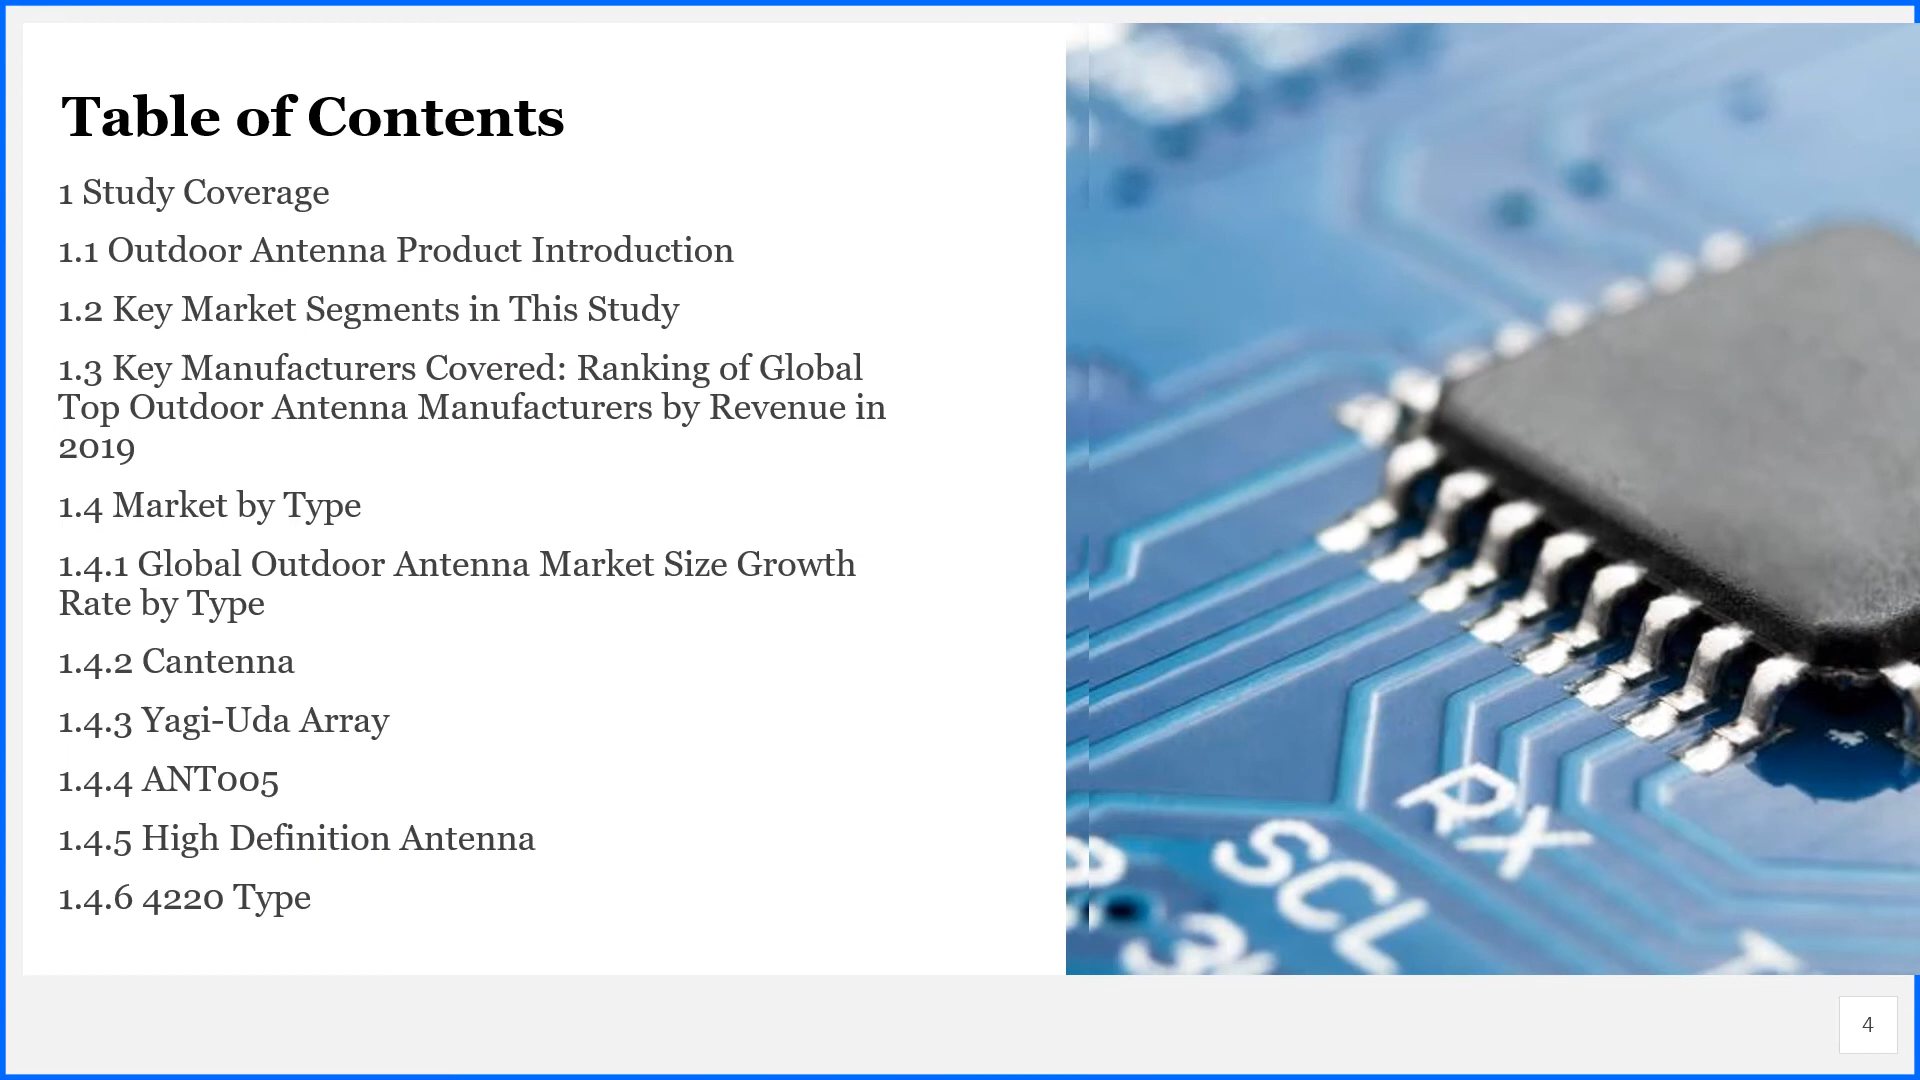 Table of Contents
1 Study Coverage
1.1 Outdoor Antenna Product Introduction
1.2 Key Market Segments in This Study
1.3 Key Manufacturers Covered: Ranking of Global
Top Outdoor Antenna Manufacturers by Revenue in
2019
1.4 Market by Type
1.4.1 Global Outdoor Antenna Market Size Growth
Rate by Type
1.4.2 Cantenna
1.4.3 Yagi-Uda Array
1.4.4 ANT005
1.4.5 High Definition Antenna
1.4.6 4220 Type
RX
SCL
4